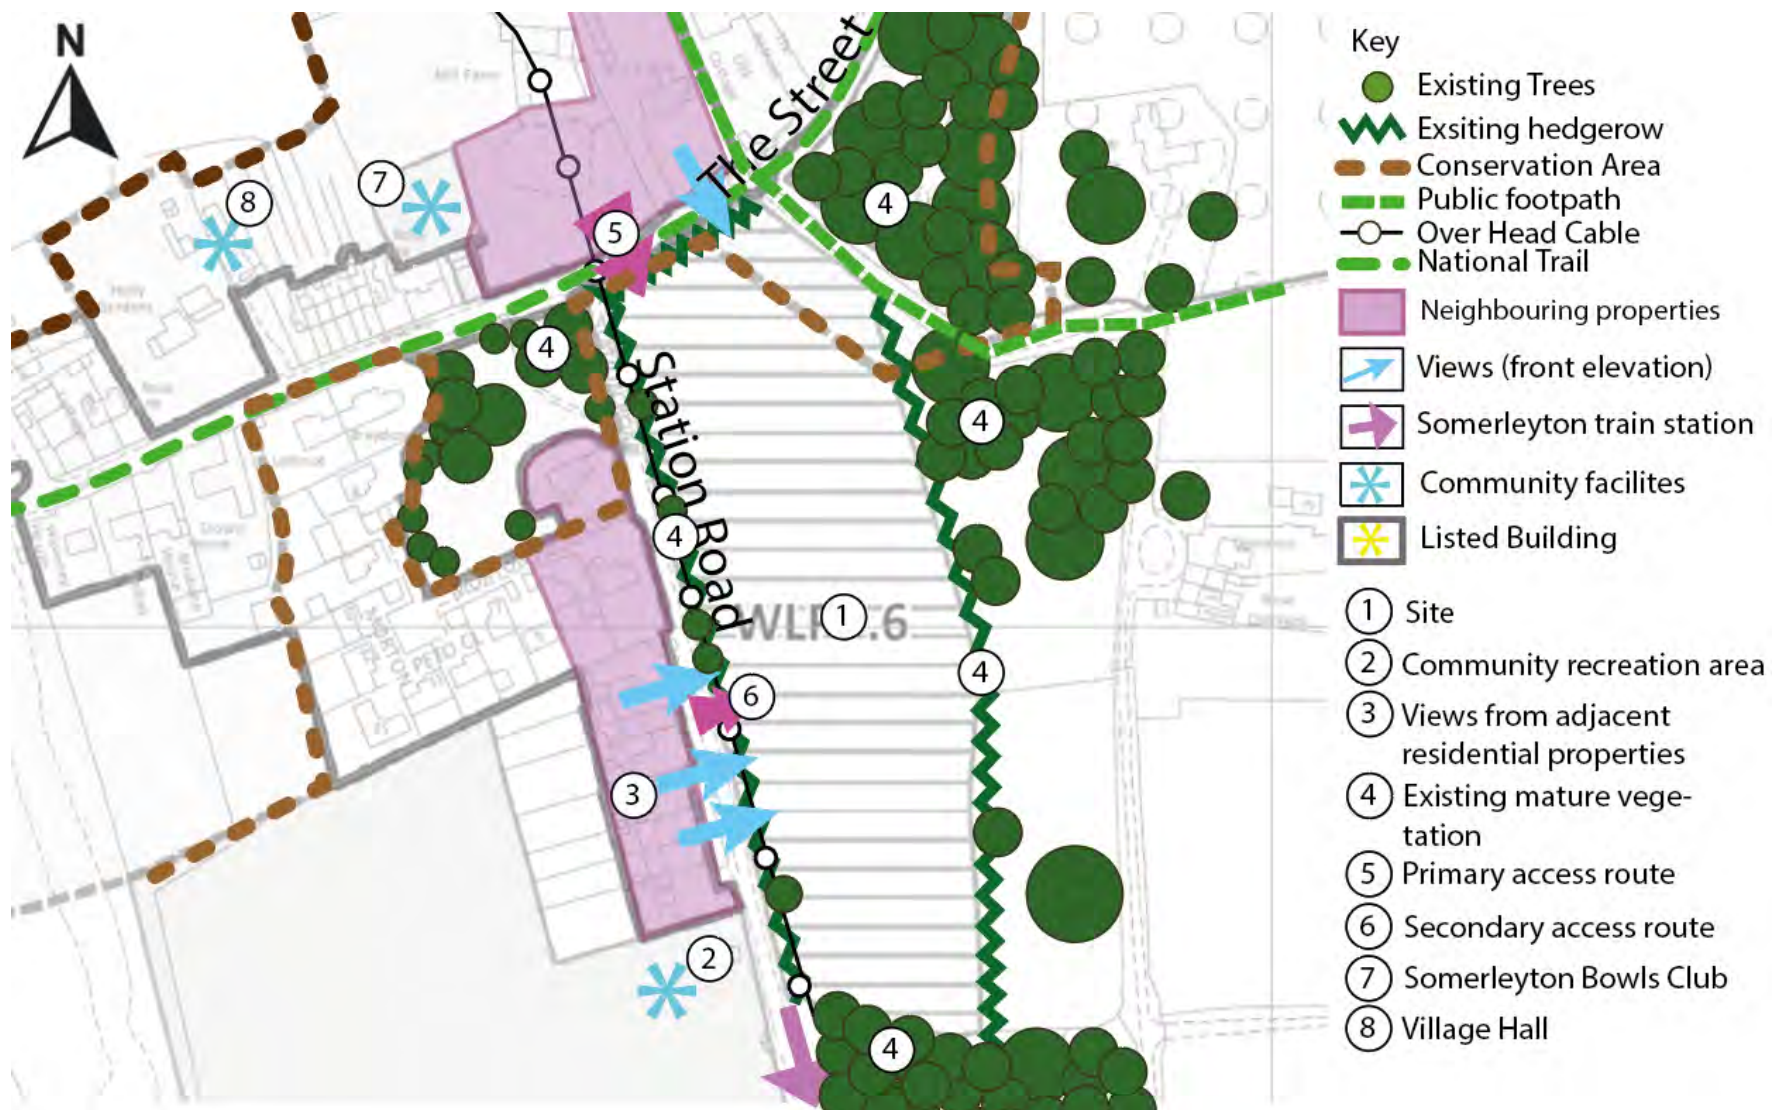 N
The Street
Station Road
WLP .6
MORTON
PETO CL
8
7
5
4
4
4
4
1
4
6
3
2
4
Key
Existing Trees
Exsiting hedgerow
Conservation Area
Public footpath
Over Head Cable
National Trail
Neighbouring properties
Views (front elevation)
Somerleyton train station
Community facilites
Listed Building
1 Site
2 Community recreation area
3 Views from adjacent
residential properties
4 Existing mature vege-
tation
5 Primary access route
6 Secondary access route
7 Somerleyton Bowls Club
8 Village Hall